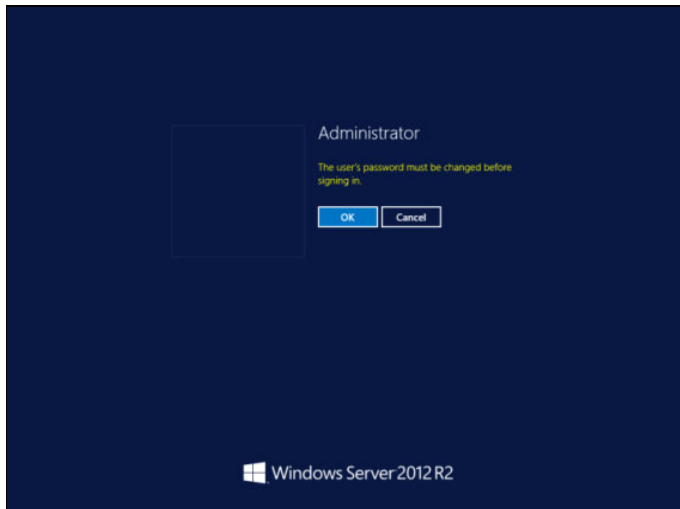 Administrator
The user's password must be changed before
signing in.
OK Cancel
Windows Server 2012 R2